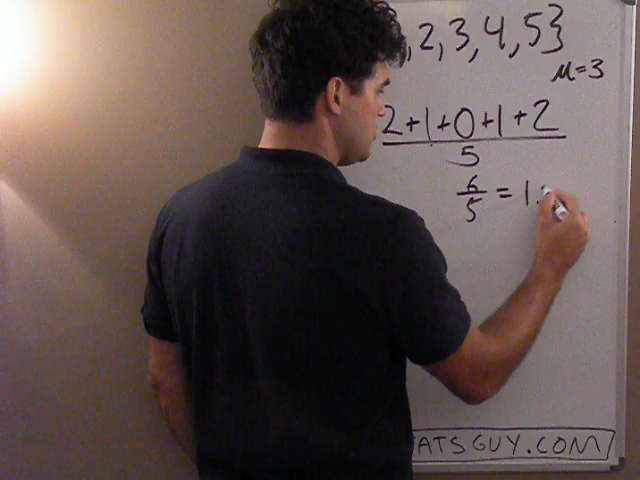 , 2, 3, 4, 5}
μ=3
2+1+0+1+2
5
6
5
= 1.
ATSGUY.COM